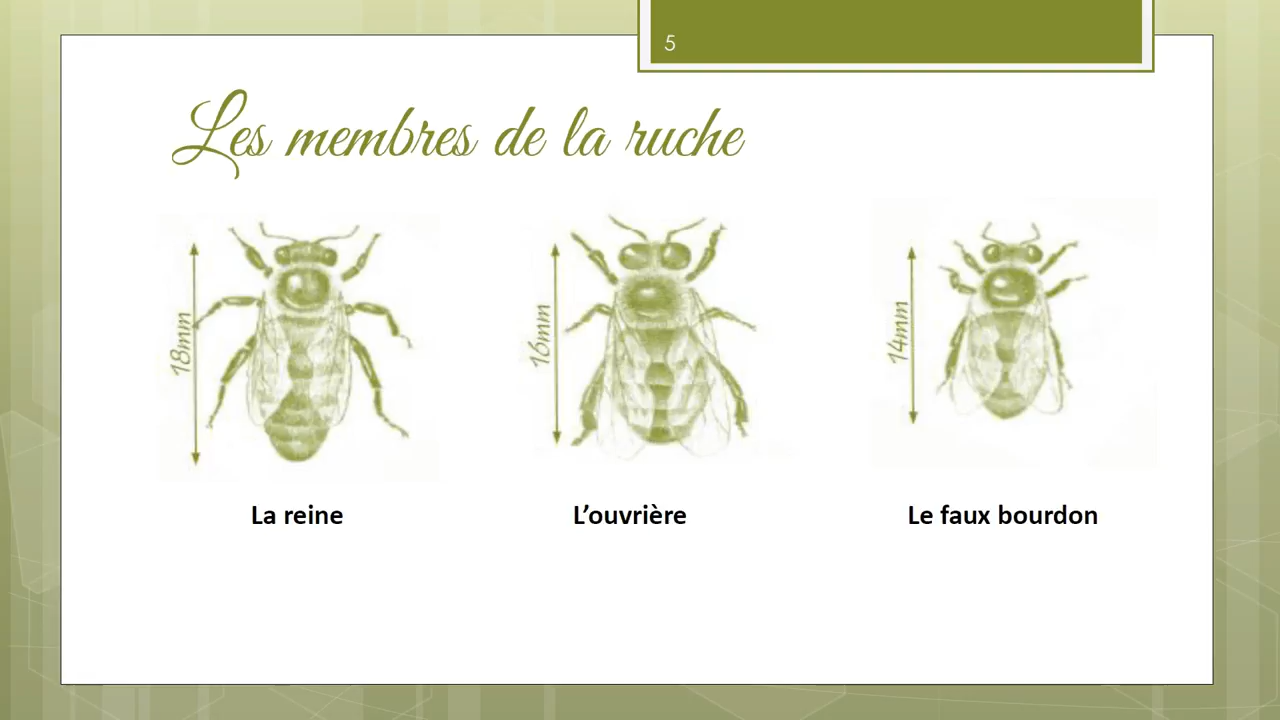 5
Les membres de la ruche
18mm
16mm
14mm
La reine
L’ouvrière
Le faux bourdon